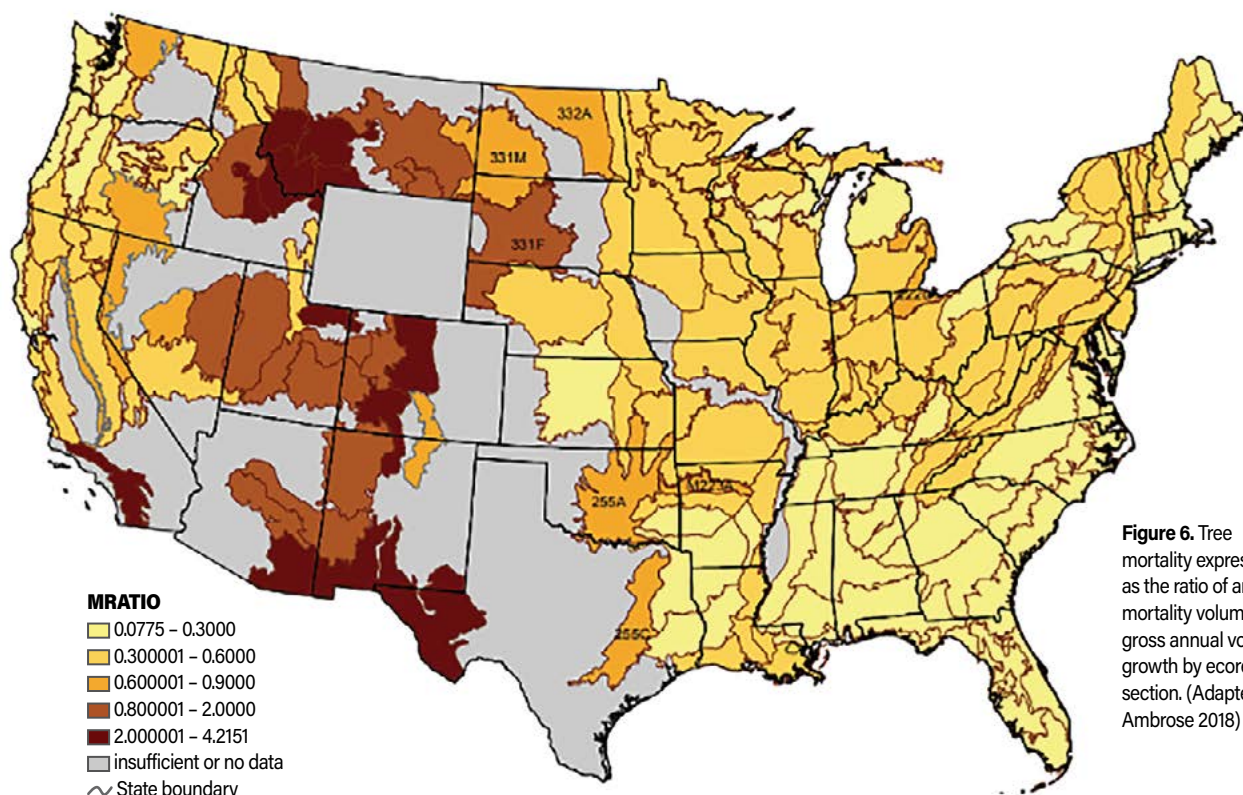 332A
331M
331F
255A
M223A
255C
MRATIO
0.0775 – 0.3000
0.300001 – 0.6000
0.600001 – 0.9000
0.800001 – 2.0000
2.000001 – 4.2151
insufficient or no data
State boundary
Figure 6. Tree
mortality expres
as the ratio of an
mortality volum
gross annual vo
growth by ecore
section. (Adapte
Ambrose 2018)